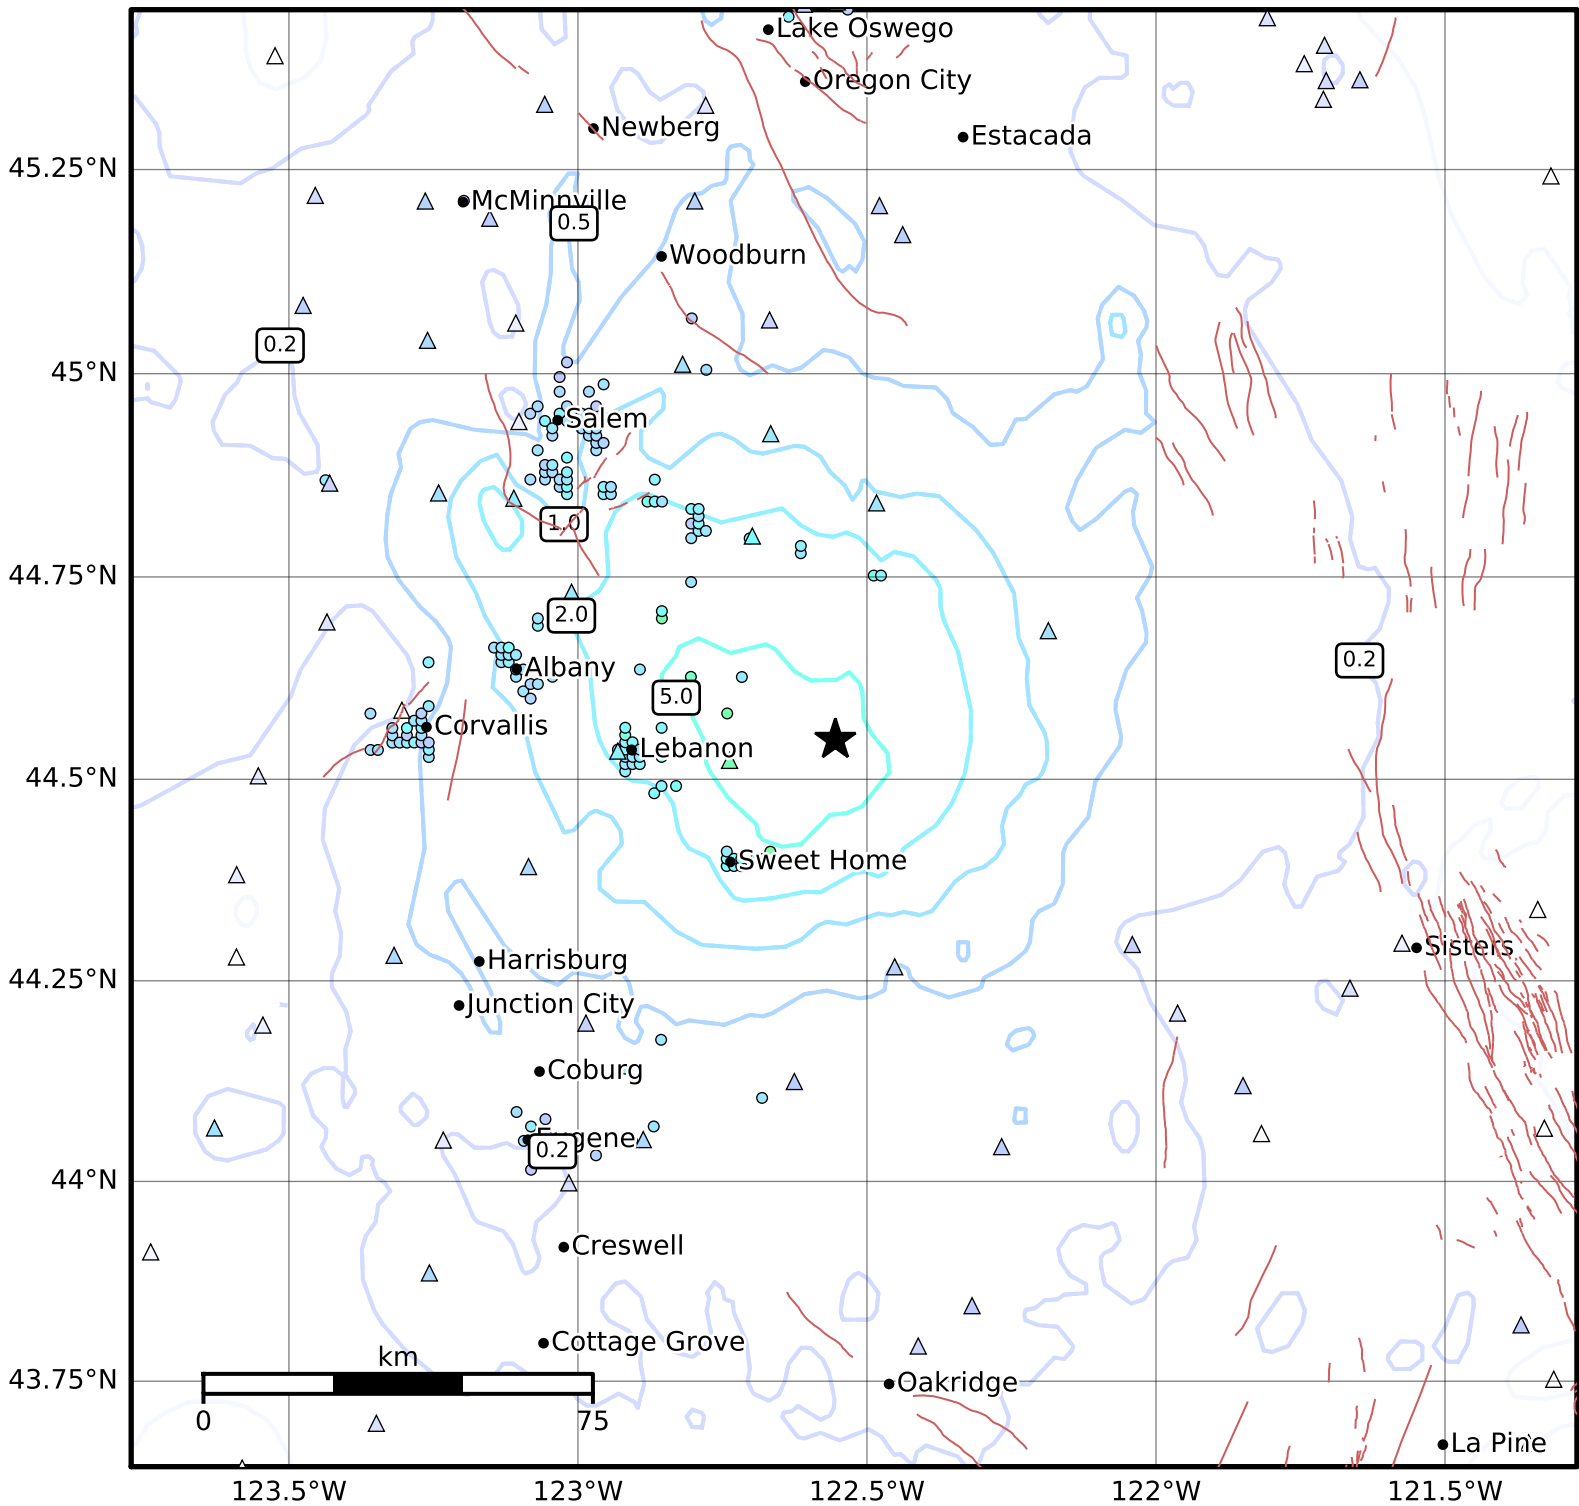 Lake Oswego
Oregon City
Newberg
Estacada
45.25°N
McMinnville
0.5
Woodburn
0.2
45°N
Salem
1.0
44.75°N
2.0
0.2
Albany
5.0
Corvallis
Lebanon
44.5°N
Sweet Home
Sisters
Harrisburg
44.25°N
Junction City
Coburg
Eugene
0.2
44°N
Creswell
Cottage Grove
km
43.75°N
Oakridge
0
75
La Pine
123.5°W
123°W
122.5°W
122°W
121.5°W